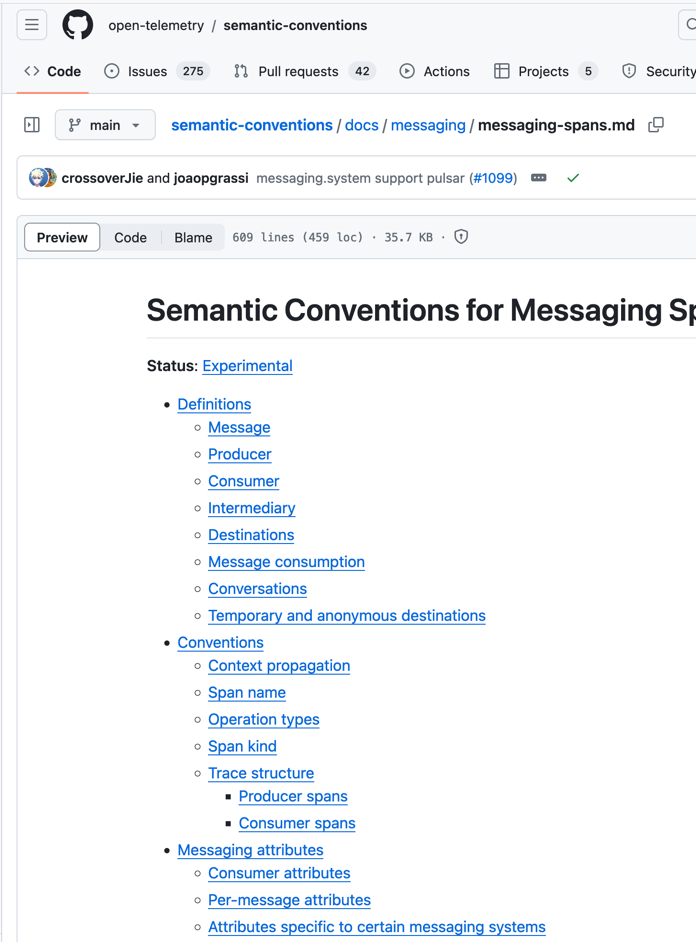 open-telemetry / semantic-conventions
Code Issues 275 Pull requests 42 Actions Projects 5 Security
main semantic-conventions / docs / messaging / messaging-spans.md
crossoverJie and joaopgrassi messaging.system support pulsar (#1099)
Preview Code Blame 609 lines (459 loc) · 35.7 KB ·
Semantic Conventions for Messaging Sp
Status: Experimental
Definitions
Message
Producer
Consumer
Intermediary
Destinations
Message consumption
Conversations
Temporary and anonymous destinations
Conventions
Context propagation
Span name
Operation types
Span kind
Trace structure
Producer spans
Consumer spans
Messaging attributes
Consumer attributes
Per-message attributes
Attributes specific to certain messaging systems